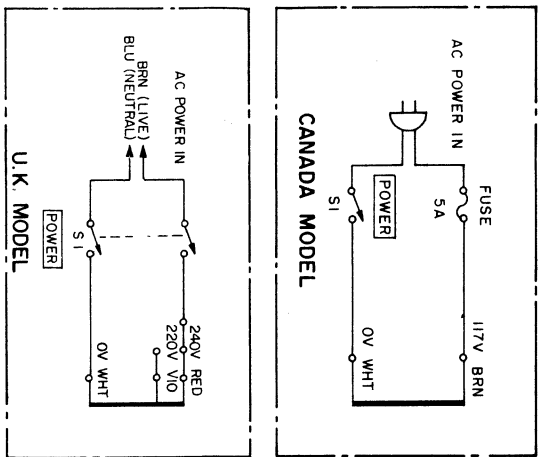 AC POWER IN
FUSE
5A
POWER
S1
117V BRN
0V WHT
CANADA MODEL
AC POWER IN
BRN (LIVE)
BLU (NEUTRAL)
POWER
S1
240V RED
220V VIO
0V WHT
U.K. MODEL